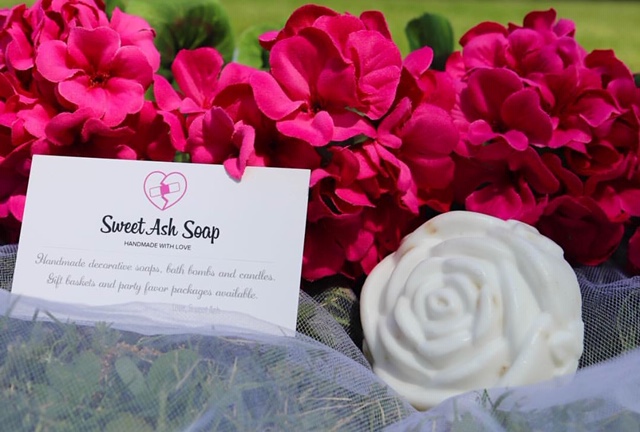 Sweet Ash Soap
HANDMADE WITH LOVE
Handmade decorative soaps, bath bombs and candles.
Gift baskets and party favor packages available.